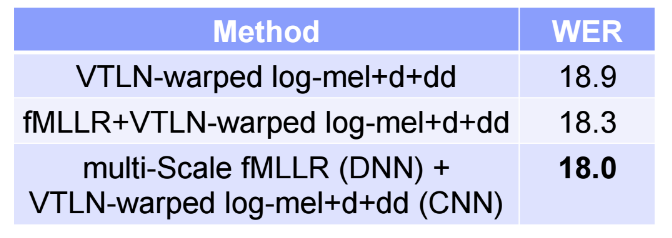 Method WER
VTLN-warped log-mel+d+dd 18.9
fMLLR+VTLN-warped log-mel+d+dd 18.3
multi-Scale fMLLR (DNN) + 18.0
VTLN-warped log-mel+d+dd (CNN)